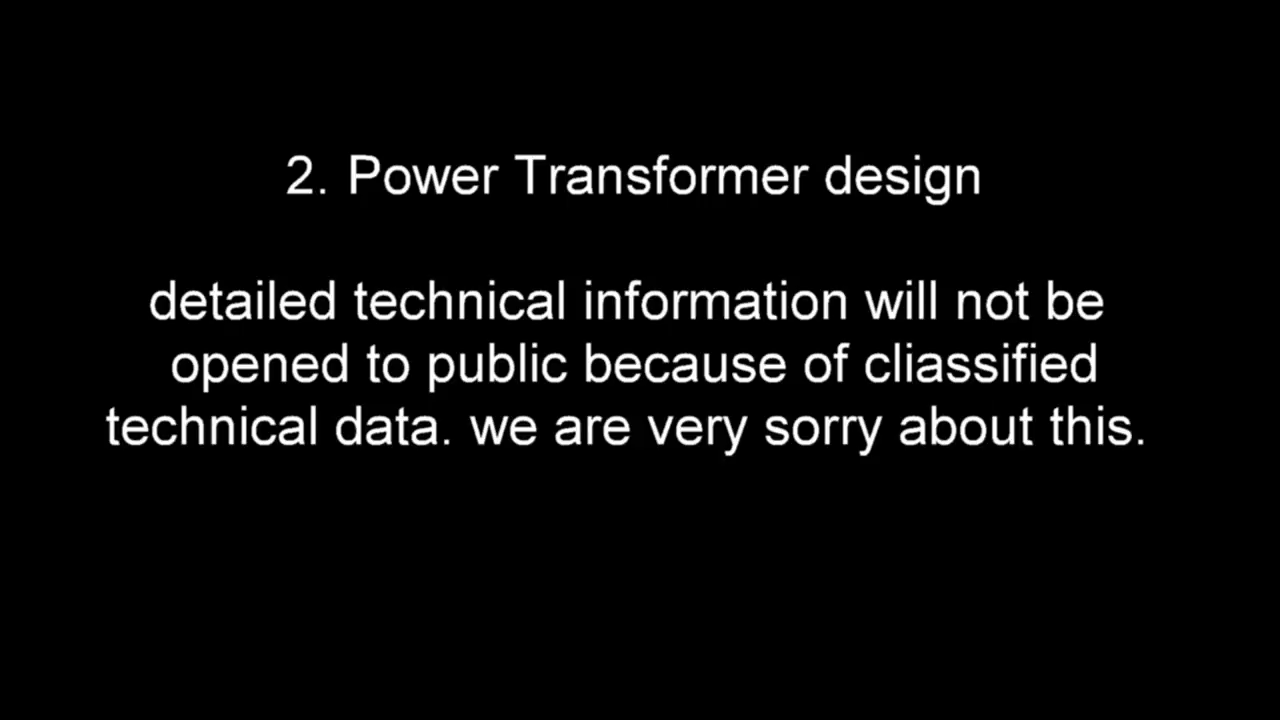 2. Power Transformer design
detailed technical information will not be
opened to public because of cliassified
technical data. we are very sorry about this.